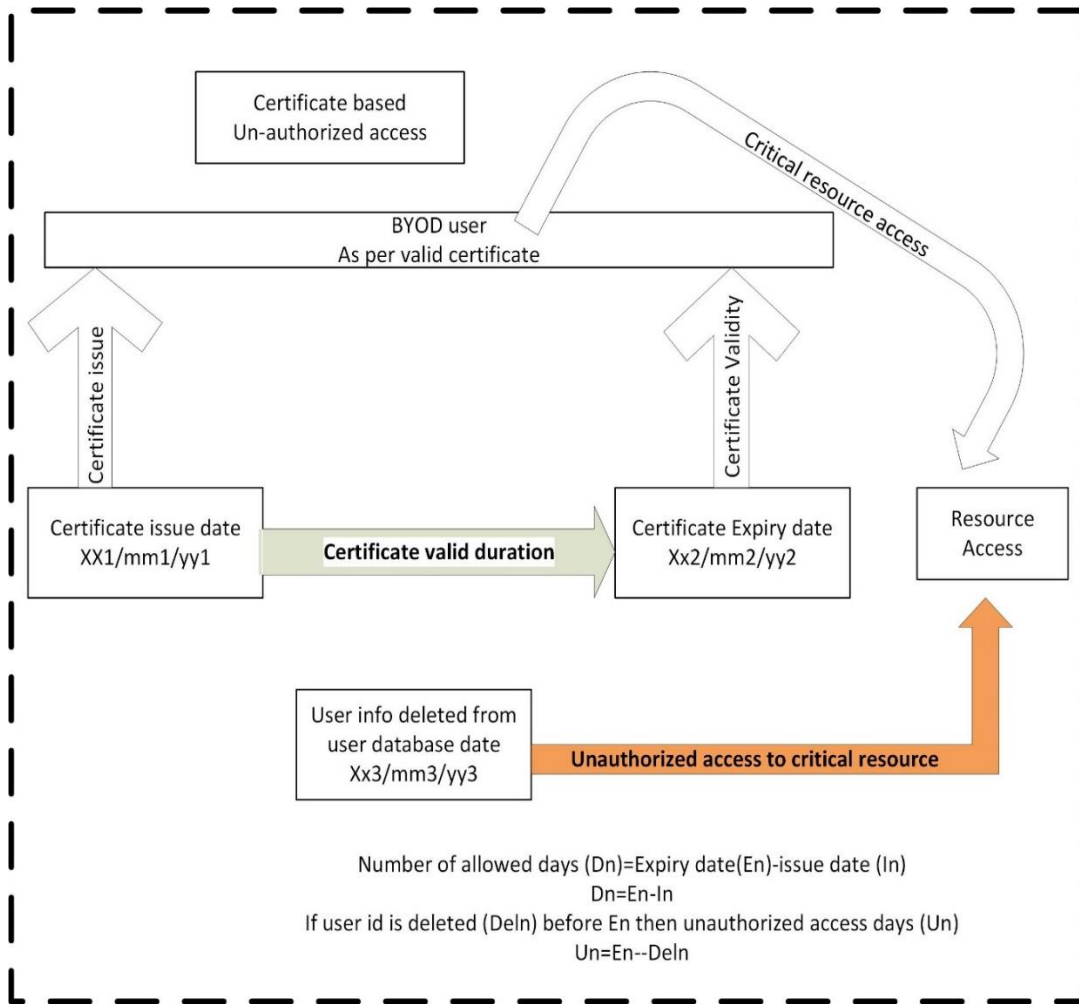 Certificate based
Un-authorized access
Critical resource access
BYOD user
As per valid certificate
Certificate issue
Certificate Validity
Certificate issue date
XX1/mm1/yy1
Certificate valid duration
Certificate Expiry date
Xx2/mm2/yy2
Resource
Access
User info deleted from
user database date
Xx3/mm3/yy3
Unauthorized access to critical resource
Number of allowed days (Dn)=Expiry date(En)-issue date (In)
Dn=En-In
If user id is deleted (Deln) before En then unauthorized access days (Un)
Un=En--Deln